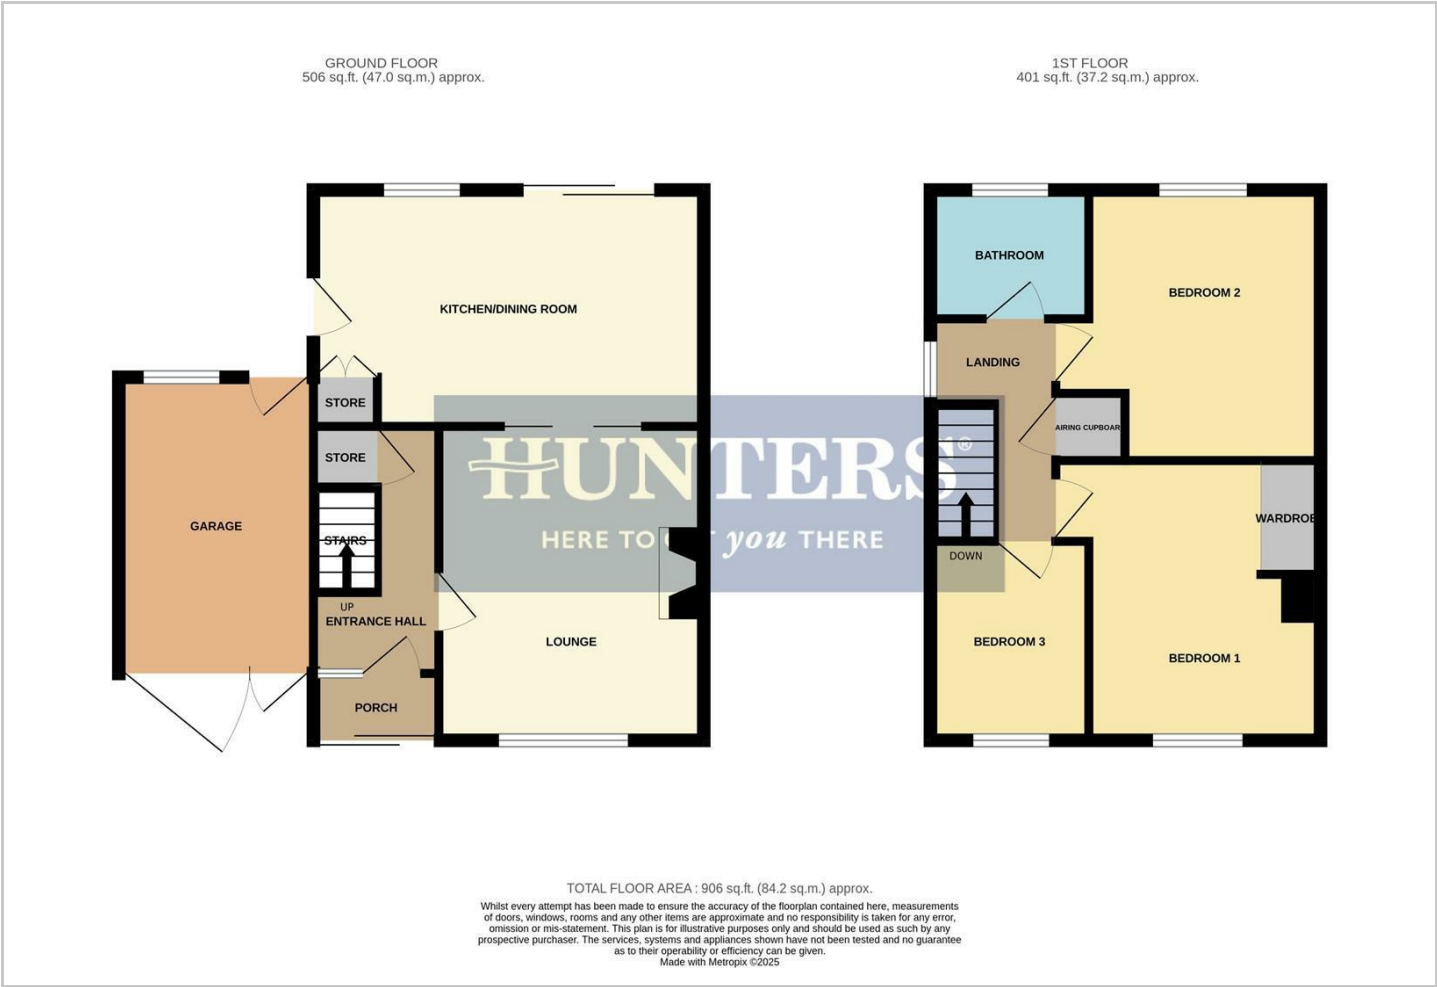 GROUND FLOOR
506 sq.ft. (47.0 sq.m.) approx.
1ST FLOOR
401 sq.ft. (37.2 sq.m.) approx.
KITCHEN/DINING ROOM
STORE
STORE
GARAGE
STAIRS
UP
ENTRANCE HALL
LOUNGE
PORCH
BATHROOM
BEDROOM 2
LANDING
AIRING CUPBOAR
WARDROB
DOWN
BEDROOM 3
BEDROOM 1
HUNTERS®
HERE TO GET you THERE
TOTAL FLOOR AREA : 906 sq.ft. (84.2 sq.m.) approx.
Whilst every attempt has been made to ensure the accuracy of the floorplan contained here, measurements
of doors, windows, rooms and any other items are approximate and no responsibility is taken for any error,
omission or mis-statement. This plan is for illustrative purposes only and should be used as such by any
prospective purchaser. The services, systems and appliances shown have not been tested and no guarantee
as to their operability or efficiency can be given.
Made with Metropix ©2025